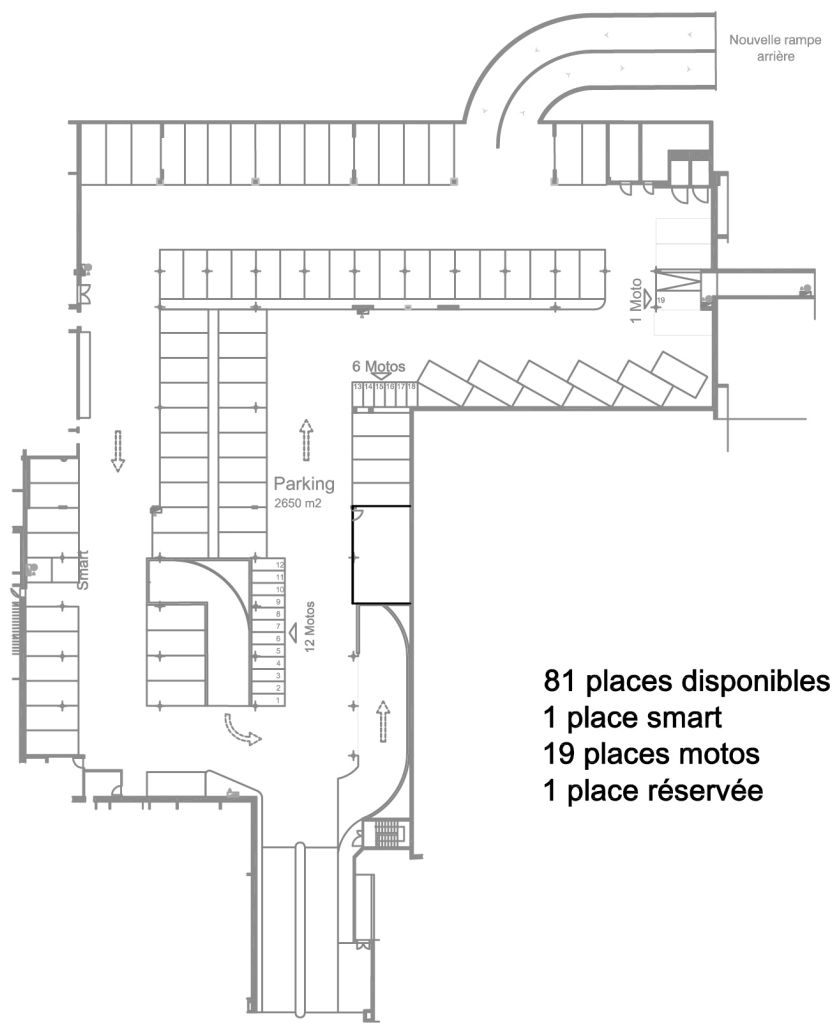 Nouvelle rampe
arrière
1 Moto
19
6 Motos
13 14 15 16 17 18
Parking
2650 m2
Smart
12
11
10
9
8
7
6
5
4
3
2
1
12 Motos
81 places disponibles
1 place smart
19 places motos
1 place réservée